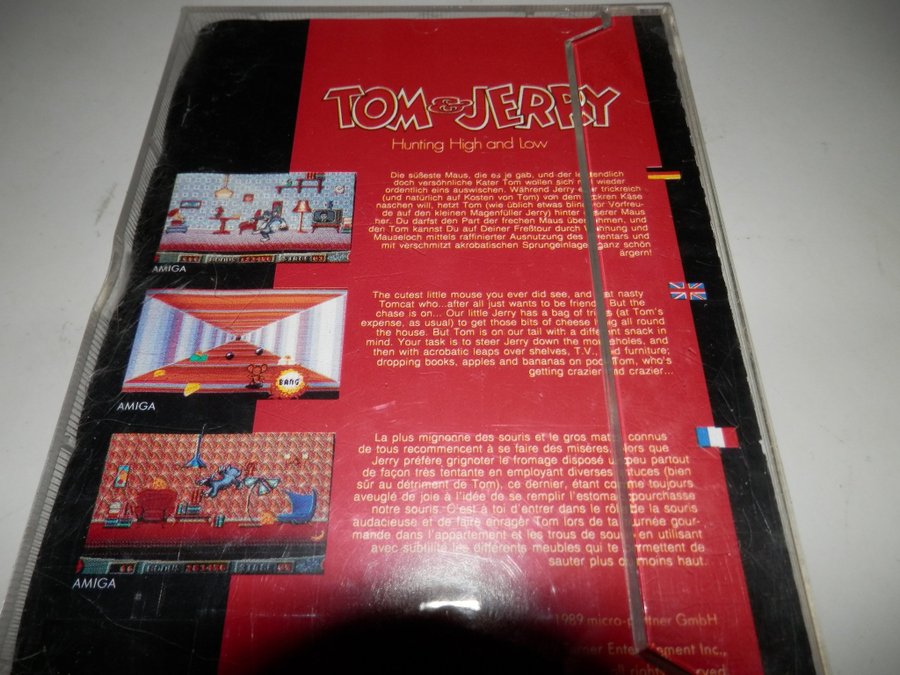 TOM & JERRY
Hunting High and Low
Die süßeste Maus, die es je gab, und der
doch versöhnliche Kater Tom wollen sich wieder
ordentlich eins auswischen. Während Jerry trickreich
(und natürlich auf Kosten von Tom) von dem Käse
naschen will, hetzt Tom (wie üblich etwas blind vor Vorfreu-
de auf den kleinen Magenfüller Jerry) hinter unserer Maus
her. Du darfst den Part der frechen Maus übernehmen, und
den Tom kannst Du auf Deiner Freßtour durch Wohnung und
Mauseloch mittels raffinierter Ausnutzung des Inventars und
mit verschmitzt akrobatischen Sprungeinlagen ganz schön
ärgern!
AMIGA
The cutest little mouse you ever did see, and that nasty
Tomcat who...after all just wants to be friends. But the
chase is on... Our little Jerry has a bag of tricks (at Tom's
expense, as usual) to get those bits of cheese lying all round
the house. But Tom is on our tail with a different snack in
mind. Your task is to steer Jerry down the mouseholes, and
then with acrobatic leaps over shelves, T.V., and furniture;
dropping books, apples and bananas on poor Tom, who's
getting crazier and crazier...
BANG
AMIGA
La plus mignonne des souris et le gros matou connus
de tous recommencent à se faire des misères. Alors que
Jerry préfère grignoter le fromage disposé un peu partout
de façon très tentante en employant diverses astuces (bien
sûr au détriment de Tom), ce dernier, étant comme toujours
aveuglé de joie à l'idée de se remplir l'estomac pourchasse
notre souris. C'est à toi d'entrer dans le rôle de la souris
audacieuse et de faire enrager Tom lors de ta tournée gour-
mande dans l'appartement et les trous de souris en utilisant
avec subtilité les différents meubles qui te permettent de
sauter plus ou moins haut.
AMIGA
1989 micro-partner GmbH
Turner Entertainment Inc.,
all rights reserved